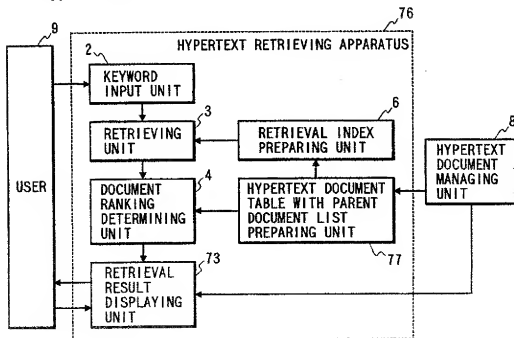 76
9
HYPERTEXT RETRIEVING APPARATUS
2
KEYWORD
INPUT UNIT
3
RETRIEVING
UNIT
6
RETRIEVAL INDEX
PREPARING UNIT
8
HYPERTEXT
DOCUMENT
MANAGING
UNIT
USER
4
DOCUMENT
RANKING
DETERMINING
UNIT
HYPERTEXT DOCUMENT
TABLE WITH PARENT
DOCUMENT LIST
PREPARING UNIT
77
73
RETRIEVAL
RESULT
DISPLAYING
UNIT